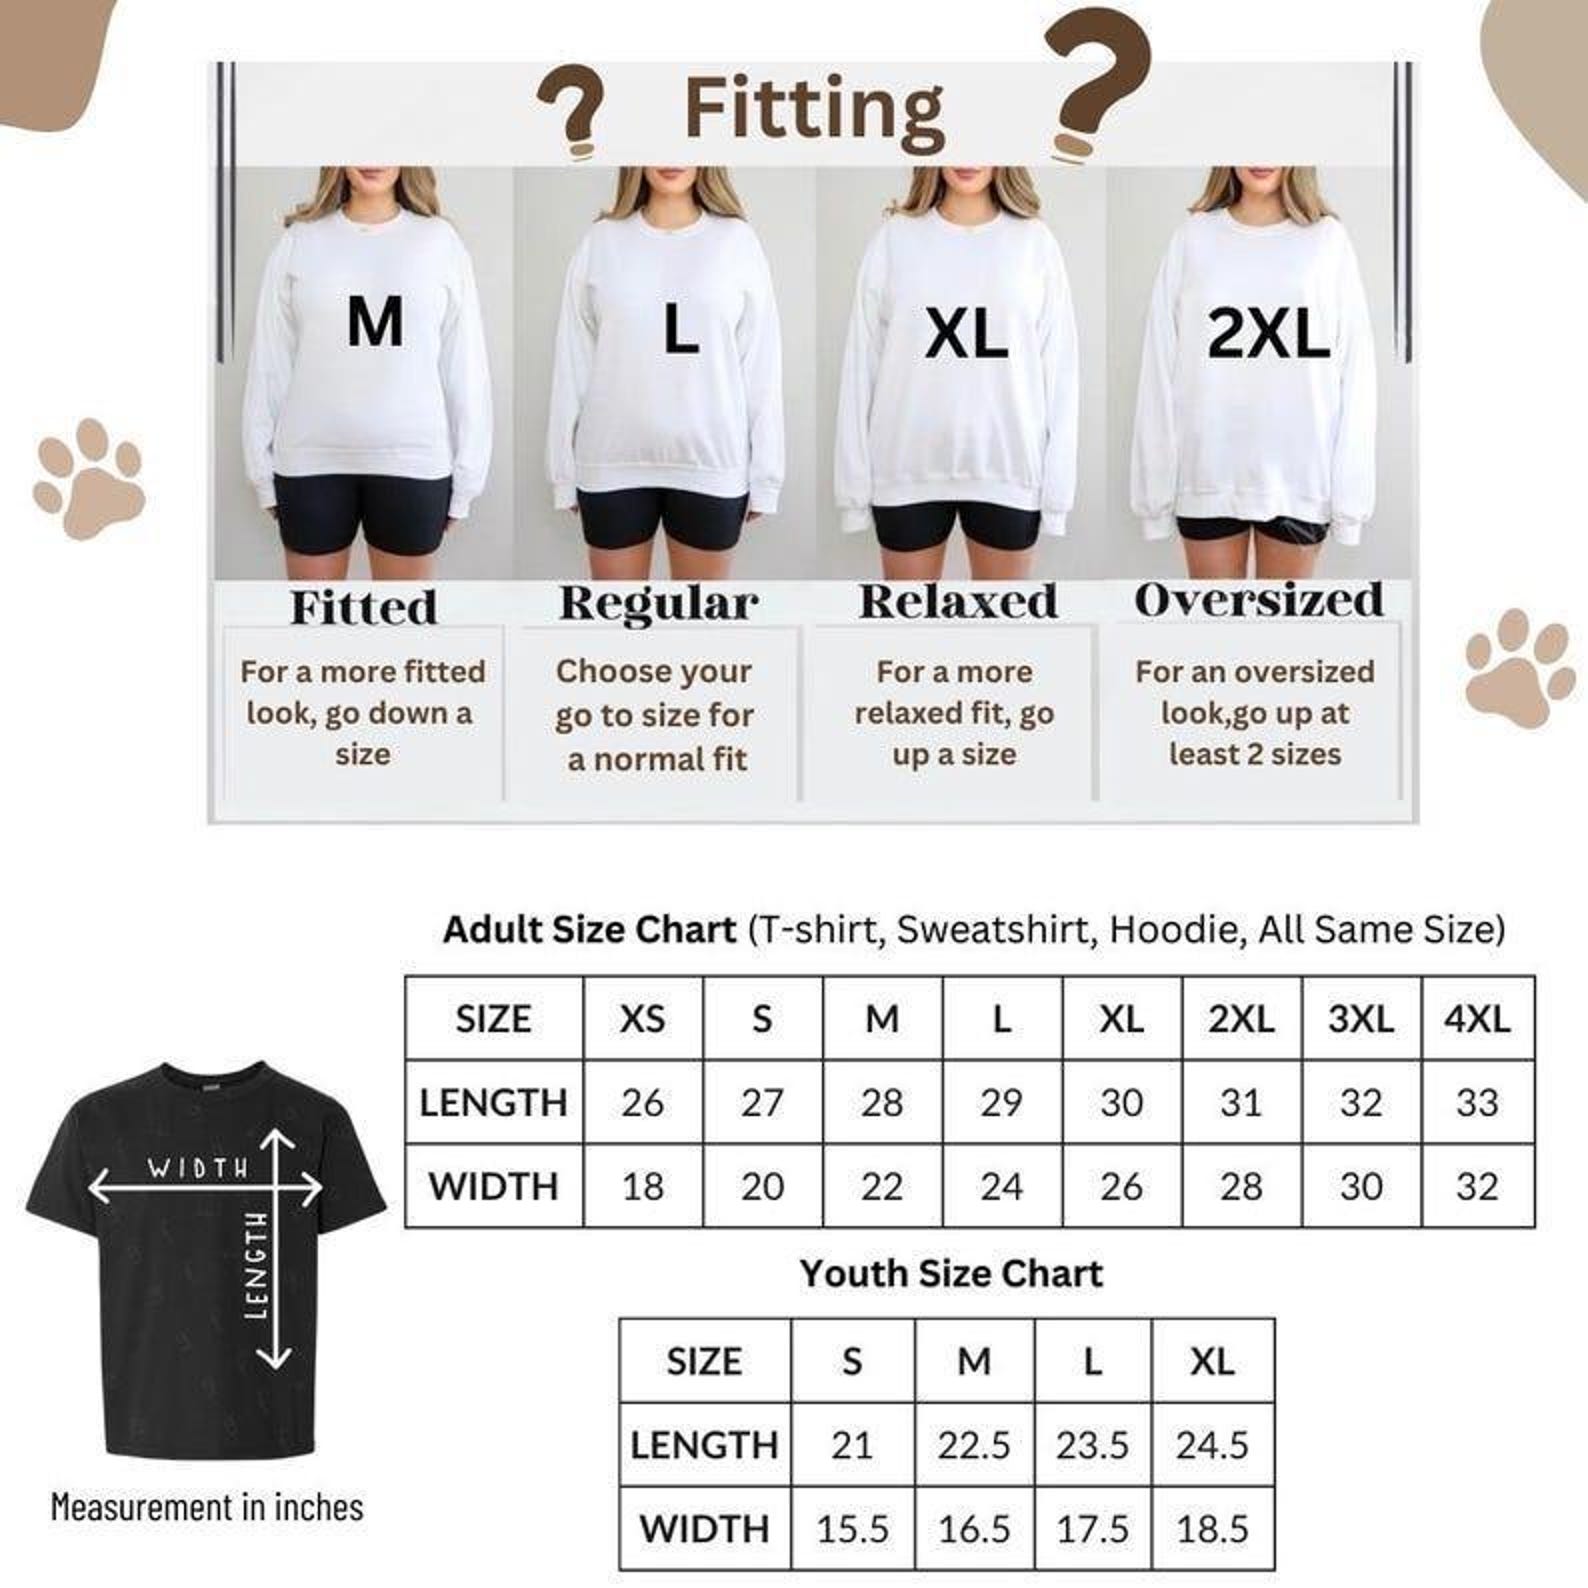 ? Fitting ?
M L XL 2XL
Fitted
For a more fitted
look, go down a
size
Regular
Choose your
go to size for
a normal fit
Relaxed
For a more
relaxed fit, go
up a size
Oversized
For an oversized
look,go up at
least 2 sizes
Adult Size Chart (T-shirt, Sweatshirt, Hoodie, All Same Size)
SIZE XS S M L XL 2XL 3XL 4XL
LENGTH 26 27 28 29 30 31 32 33
WIDTH 18 20 22 24 26 28 30 32
WIDTH
LENGTH
Measurement in inches
Youth Size Chart
SIZE S M L XL
LENGTH 21 22.5 23.5 24.5
WIDTH 15.5 16.5 17.5 18.5